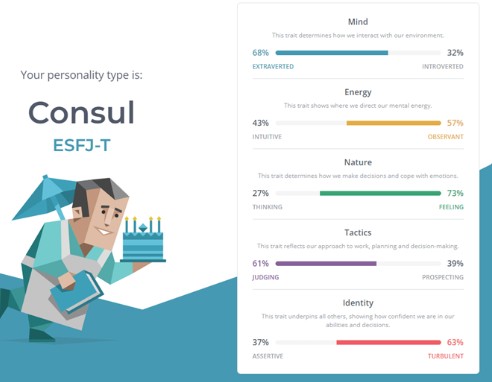 Your personality type is:
Consul
ESFJ-T
Mind
This trait determines how we interact with our environment.
68% 32%
EXTRAVERTED INTROVERTED
Energy
This trait shows where we direct our mental energy.
43% 57%
INTUITIVE OBSERVANT
Nature
This trait determines how we make decisions and cope with emotions.
27% 73%
THINKING FEELING
Tactics
This trait reflects our approach to work, planning and decision-making.
61% 39%
JUDGING PROSPECTING
Identity
This trait underpins all others, showing how confident we are in our
abilities and decisions.
37% 63%
ASSERTIVE TURBULENT